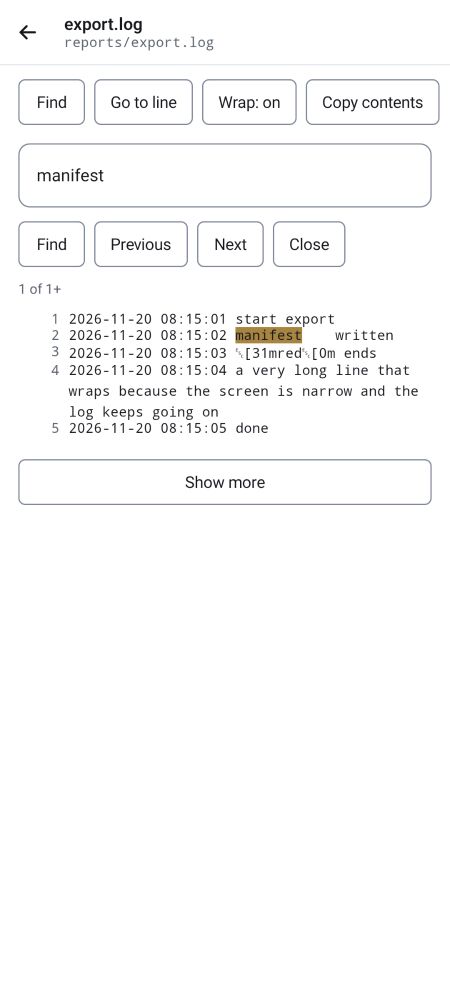 export.log
reports/export.log
Find Go to line Wrap: on Copy contents
manifest
Find Previous Next Close
1 of 1+
1 2026-11-20 08:15:01 start export
2 2026-11-20 08:15:02 manifest    written
3 2026-11-20 08:15:03 ␛[31mred␛[0m ends
4 2026-11-20 08:15:04 a very long line that
wraps because the screen is narrow and the
log keeps going on
5 2026-11-20 08:15:05 done
Show more